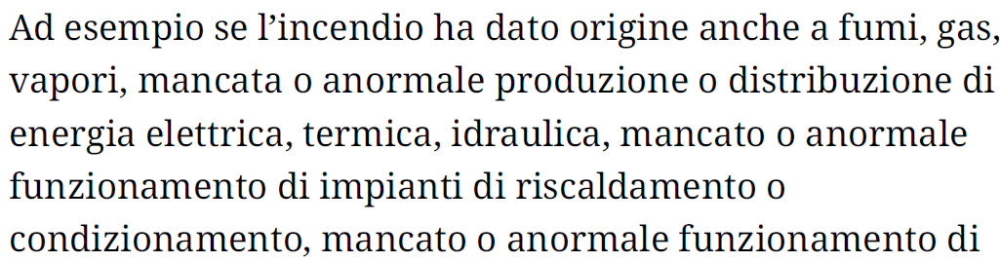 Ad esempio se l’incendio ha dato origine anche a fumi, gas,
vapori, mancata o anormale produzione o distribuzione di
energia elettrica, termica, idraulica, mancato o anormale
funzionamento di impianti di riscaldamento o
condizionamento, mancato o anormale funzionamento di